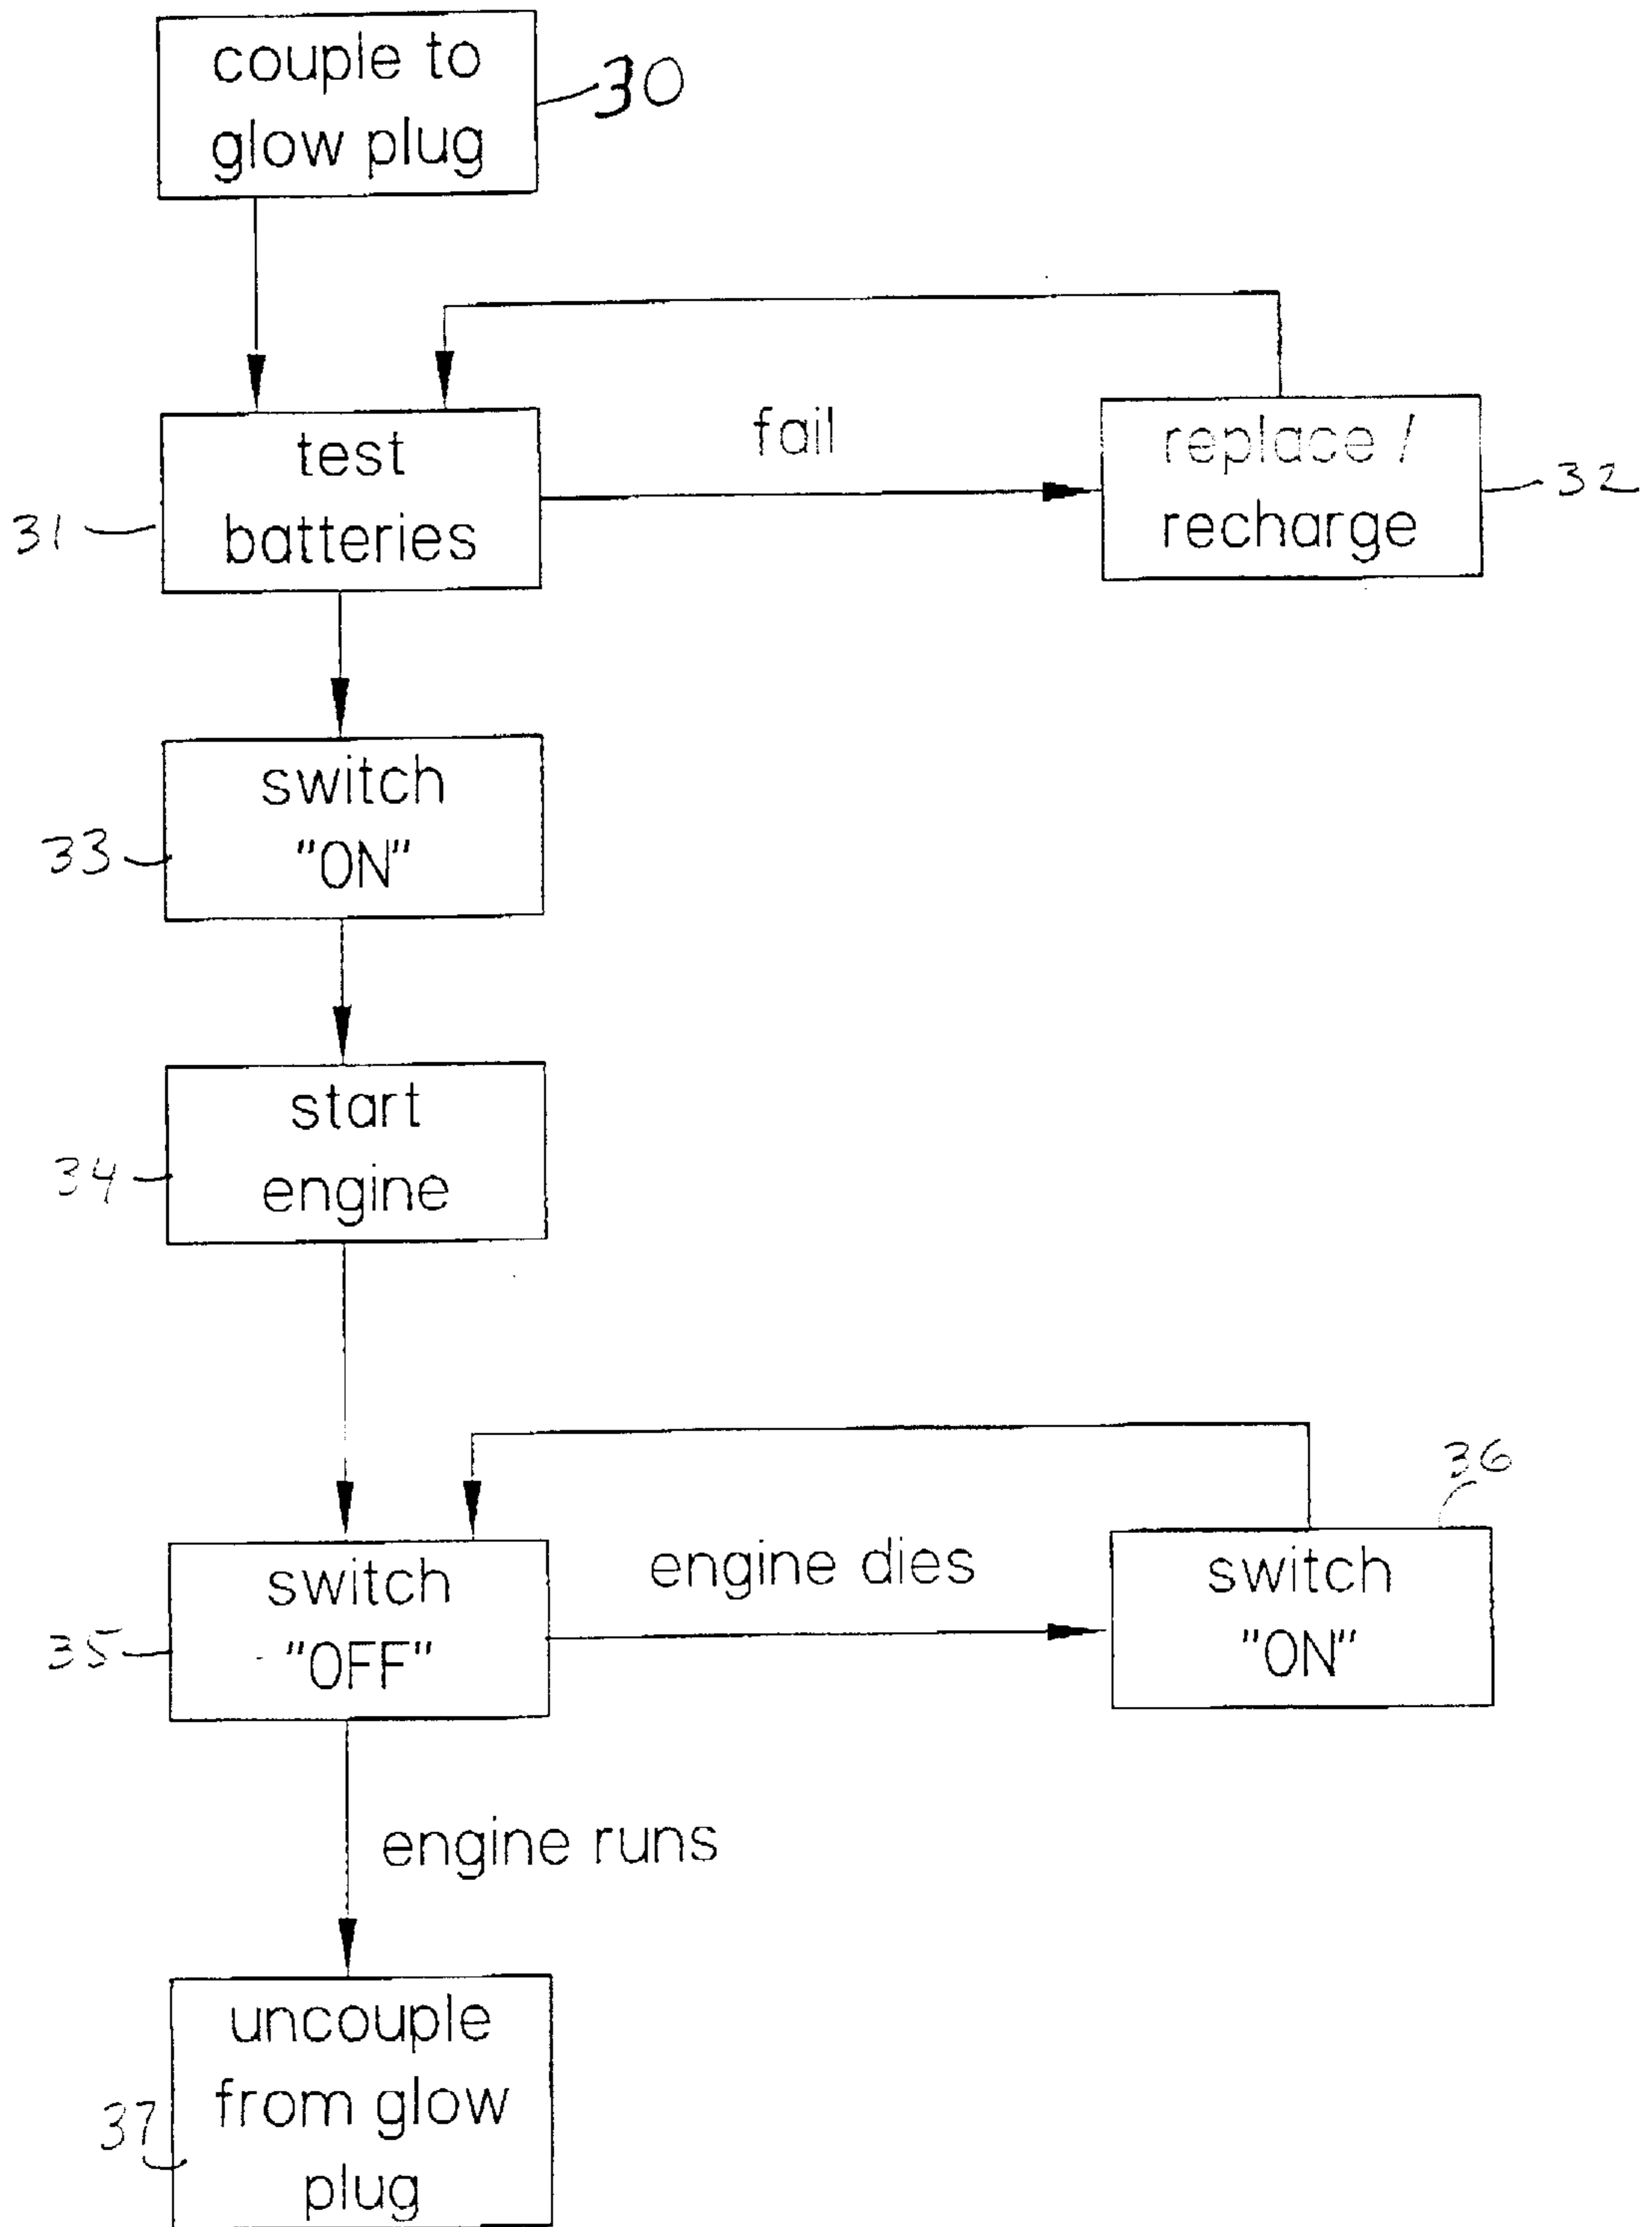 couple to
glow plug
30
fail
test
batteries
31
replace /
recharge
32
switch
"ON"
33
start
engine
34
switch
"OFF"
35
engine dies
36
switch
"ON"
engine runs
uncouple
from glow
plug
37